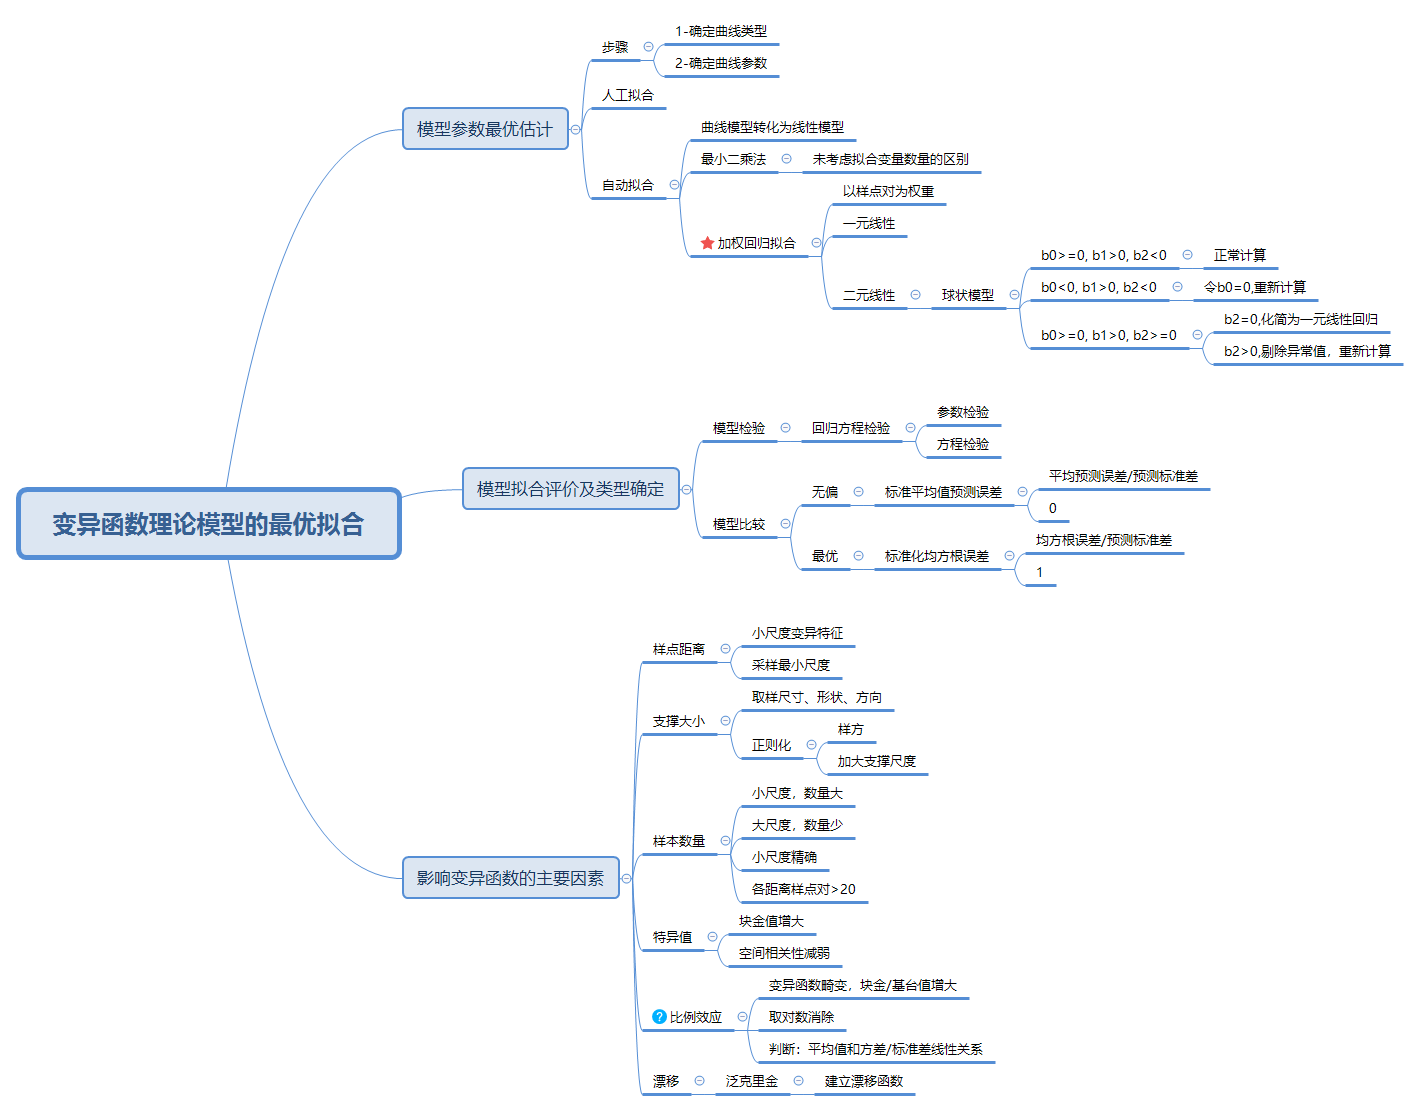 变异函数理论模型的最优拟合
模型参数最优估计
步骤
1-确定曲线类型
2-确定曲线参数
人工拟合
自动拟合
曲线模型转化为线性模型
最小二乘法
未考虑拟合变量数量的区别
加权回归拟合
以样点对为权重
一元线性
二元线性
球状模型
b0>=0, b1>0, b2<0
正常计算
b0<0, b1>0, b2<0
令b0=0,重新计算
b0>=0, b1>0, b2>=0
b2=0,化简为一元线性回归
b2>0,剔除异常值，重新计算
模型拟合评价及类型确定
模型检验
回归方程检验
参数检验
方程检验
模型比较
无偏
标准平均值预测误差
平均预测误差/预测标准差
0
最优
标准化均方根误差
均方根误差/预测标准差
1
影响变异函数的主要因素
样点距离
小尺度变异特征
采样最小尺度
支撑大小
取样尺寸、形状、方向
正则化
样方
加大支撑尺度
样本数量
小尺度，数量大
大尺度，数量少
小尺度精确
各距离样点对>20
特异值
块金值增大
空间相关性减弱
比例效应
变异函数畸变，块金/基台值增大
取对数消除
判断：平均值和方差/标准差线性关系
漂移
泛克里金
建立漂移函数